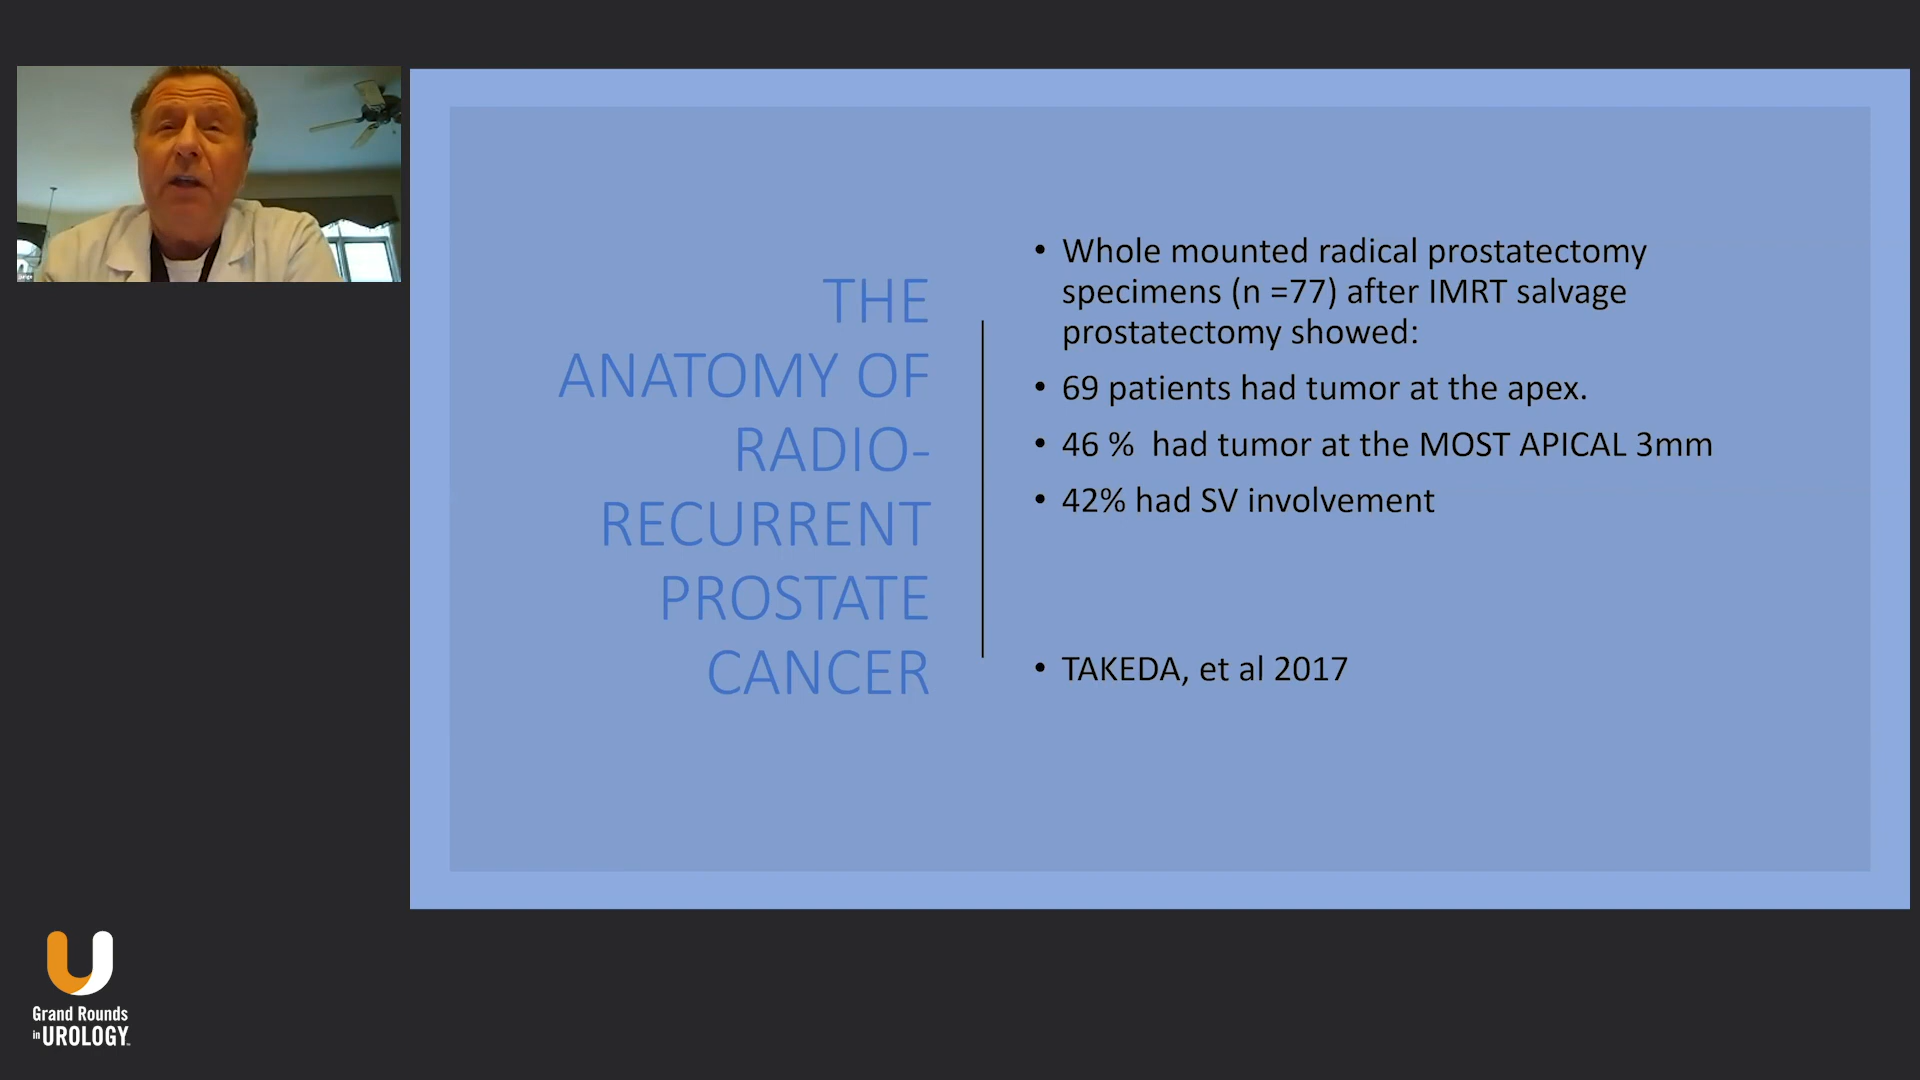 THE
ANATOMY OF
RADIO-
RECURRENT
PROSTATE
CANCER
• Whole mounted radical prostatectomy
specimens (n =77) after IMRT salvage
prostatectomy showed:
• 69 patients had tumor at the apex.
• 46 %  had tumor at the MOST APICAL 3mm
• 42% had SV involvement
• TAKEDA, et al 2017
Grand Rounds
in UROLOGY